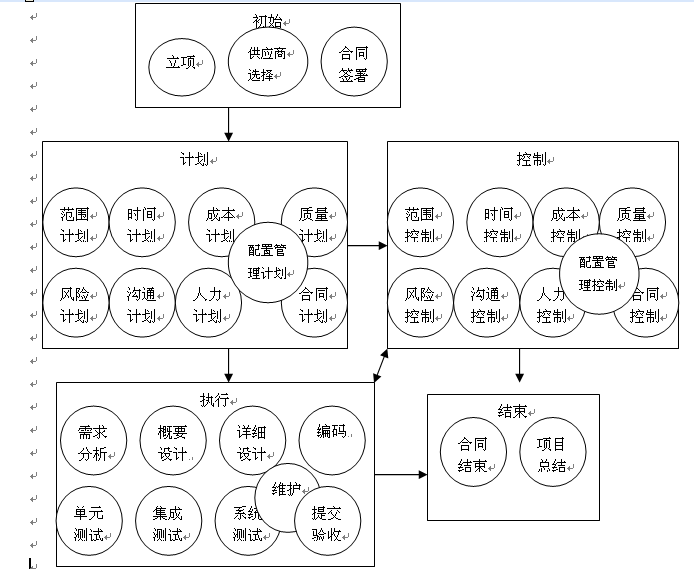 初始
立项
供应商
选择
合同
签署
计划
范围
计划
时间
计划
成本
计划
质量
计划
配置管
理计划
风险
计划
沟通
计划
人力
计划
合同
计划
控制
范围
控制
时间
控制
成本
控制
质量
控制
配置管
理控制
风险
控制
沟通
控制
人力
控制
合同
控制
执行
需求
分析
概要
设计
详细
设计
编码
维护
单元
测试
集成
测试
系统
测试
提交
验收
结束
合同
结束
项目
总结